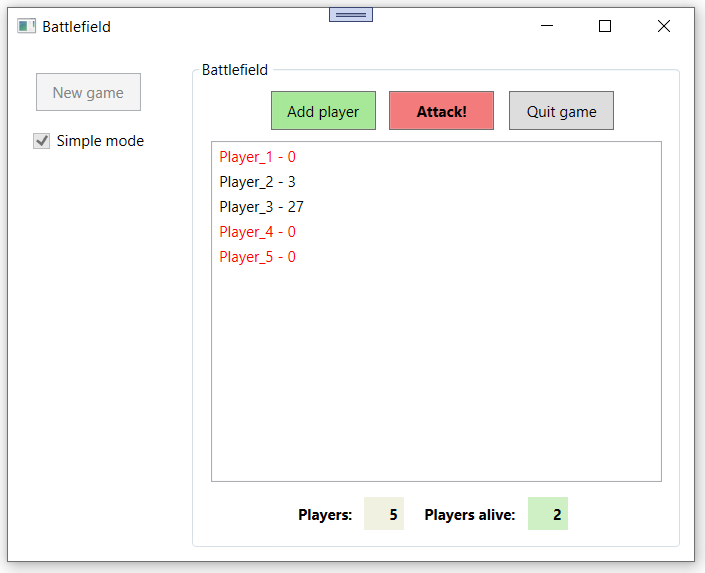 Battlefield
New game
Simple mode
Battlefield
Add player
Attack!
Quit game
Player_1 - 0
Player_2 - 3
Player_3 - 27
Player_4 - 0
Player_5 - 0
Players: 5 Players alive: 2